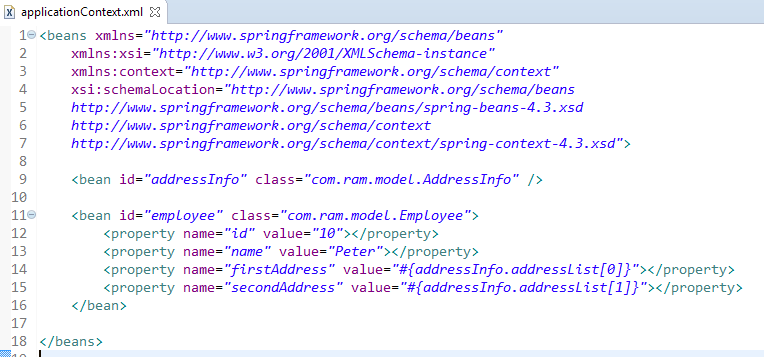 applicationContext.xml
1 <beans xmlns="http://www.springframework.org/schema/beans"
2     xmlns:xsi="http://www.w3.org/2001/XMLSchema-instance"
3     xmlns:context="http://www.springframework.org/schema/context"
4     xsi:schemaLocation="http://www.springframework.org/schema/beans
5     http://www.springframework.org/schema/beans/spring-beans-4.3.xsd
6     http://www.springframework.org/schema/context
7     http://www.springframework.org/schema/context/spring-context-4.3.xsd">
8
9     <bean id="addressInfo" class="com.ram.model.AddressInfo" />
10
11     <bean id="employee" class="com.ram.model.Employee">
12         <property name="id" value="10"></property>
13         <property name="name" value="Peter"></property>
14         <property name="firstAddress" value="#{addressInfo.addressList[0]}"></property>
15         <property name="secondAddress" value="#{addressInfo.addressList[1]}"></property>
16     </bean>
17
18 </beans>